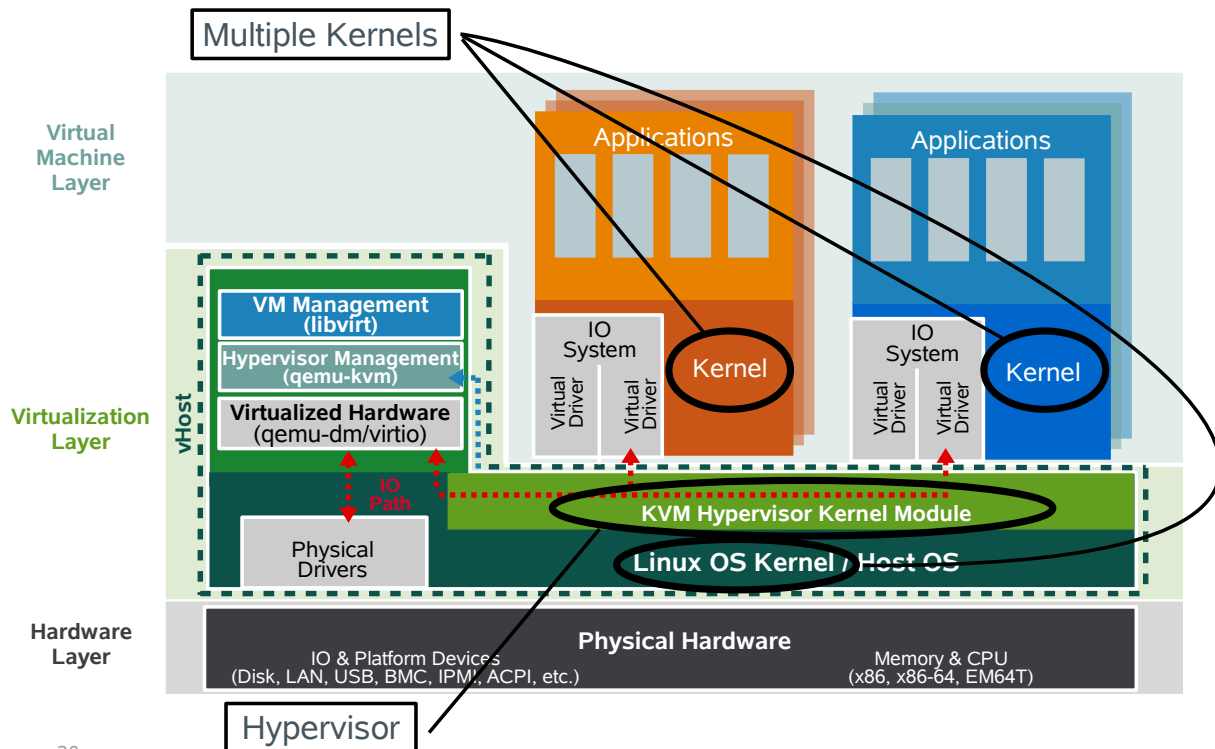 Multiple Kernels
Virtual
Machine
Layer
Applications
Applications
VM Management
(libvirt)
Hypervisor Management
(qemu-kvm)
Virtualized Hardware
(qemu-dm/virtio)
IO
System
Virtual
Driver
Virtual
Driver
Kernel
IO
System
Virtual
Driver
Virtual
Driver
Kernel
Virtualization
Layer
vHost
IO
Path
KVM Hypervisor Kernel Module
Physical
Drivers
Linux OS Kernel / Host OS
Hardware
Layer
Physical Hardware
IO & Platform Devices
(Disk, LAN, USB, BMC, IPMI, ACPI, etc.)
Memory & CPU
(x86, x86-64, EM64T)
Hypervisor